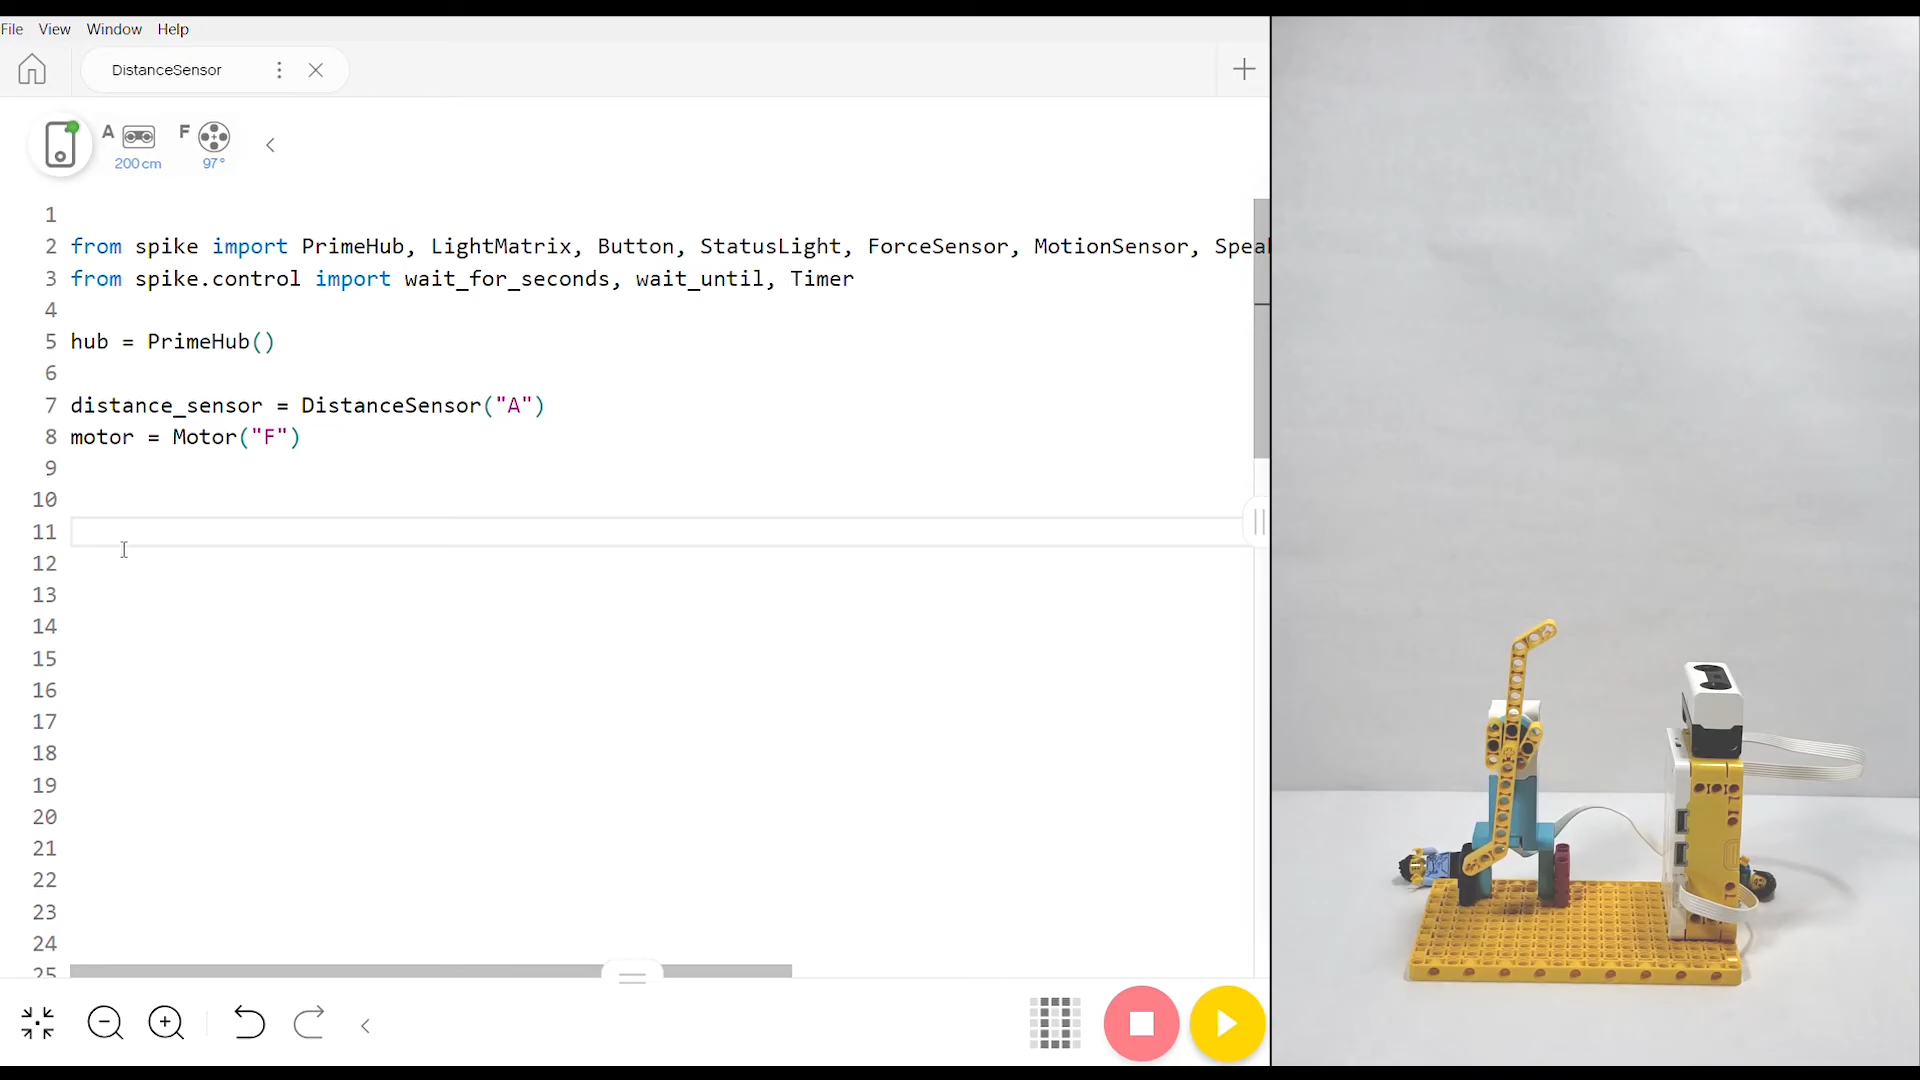 File View Window Help
DistanceSensor
A F
200 cm 97°
1
2 from spike import PrimeHub, LightMatrix, Button, StatusLight, ForceSensor, MotionSensor, Spea
3 from spike.control import wait_for_seconds, wait_until, Timer
4
5 hub = PrimeHub()
6
7 distance_sensor = DistanceSensor("A")
8 motor = Motor("F")
9
10
11
12
13
14
15
16
17
18
19
20
21
22
23
24
25